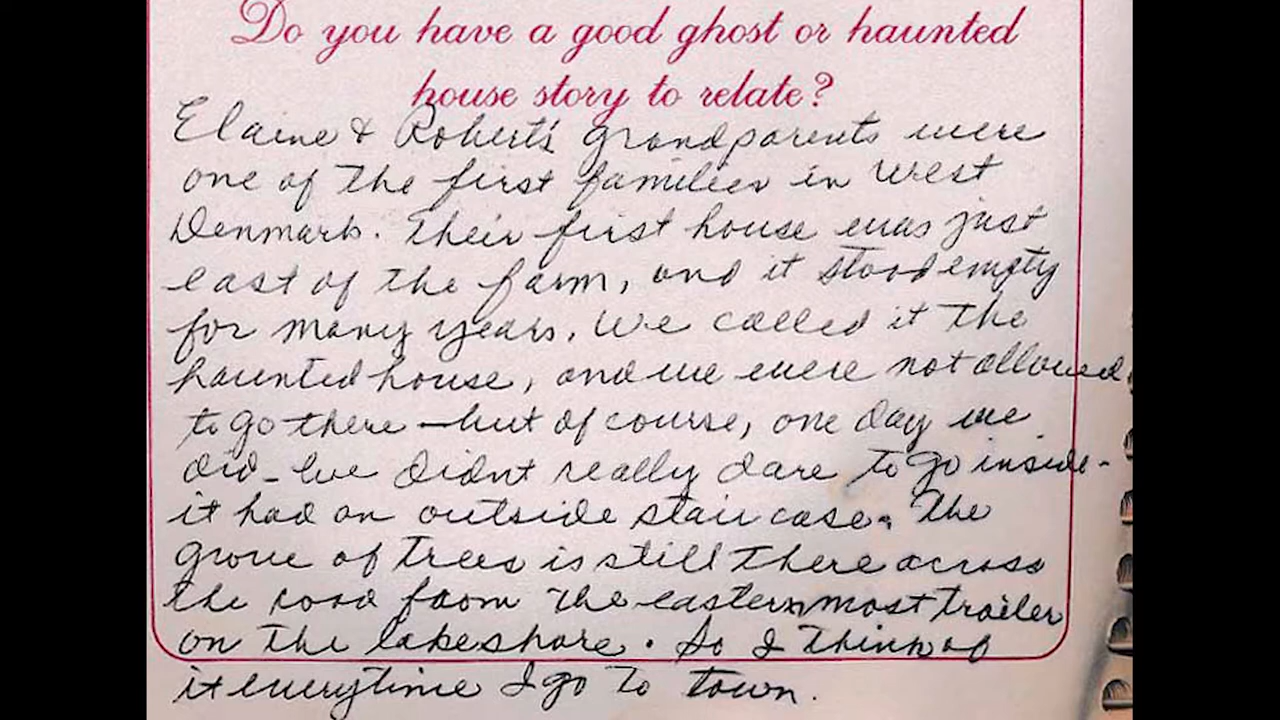 Do you have a good ghost or haunted
house story to relate?
Elaine & Robert's grandparents were
one of the first families in West
Denmark. Their first house was just
east of the farm, and it stood empty
for many years. We called it the
haunted house, and we were not allowed
to go there - but of course, one day we
did - we didnt really dare to go inside -
it had an outside stair case. The
grove of trees is still there across
the road from the easternmost trailer
on the lakeshore. So I think of
it everytime I go to town.